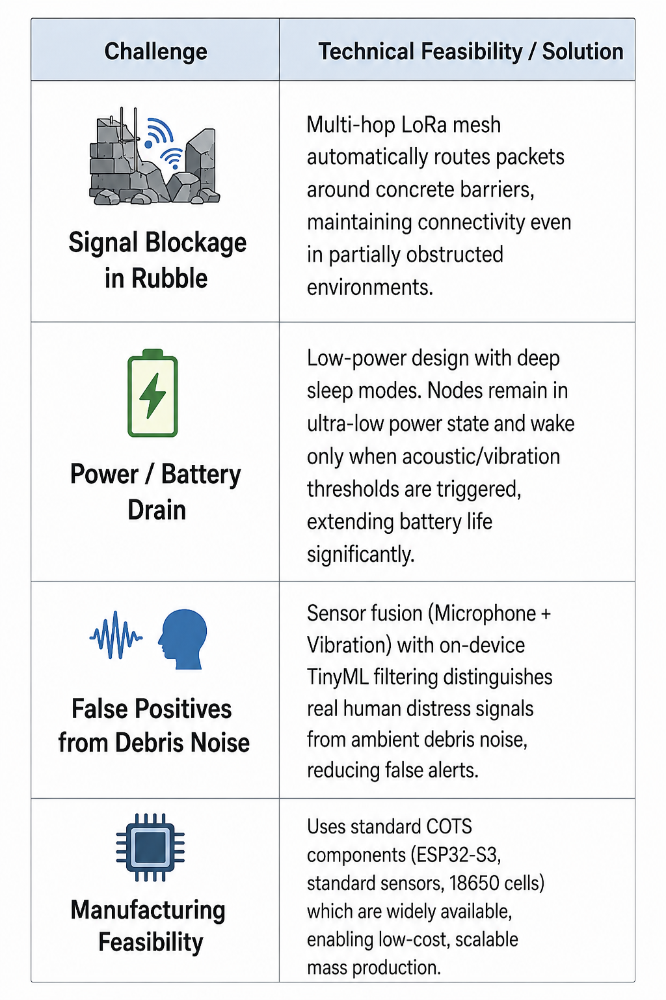 Challenge
Technical Feasibility / Solution
Signal Blockage
in Rubble
Multi-hop LoRa mesh
automatically routes packets
around concrete barriers,
maintaining connectivity even
in partially obstructed
environments.
Power / Battery
Drain
Low-power design with deep
sleep modes. Nodes remain in
ultra-low power state and wake
only when acoustic/vibration
thresholds are triggered,
extending battery life
significantly.
False Positives
from Debris Noise
Sensor fusion (Microphone +
Vibration) with on-device
TinyML filtering distinguishes
real human distress signals
from ambient debris noise,
reducing false alerts.
Manufacturing
Feasibility
Uses standard COTS
components (ESP32-S3,
standard sensors, 18650 cells)
which are widely available,
enabling low-cost, scalable
mass production.